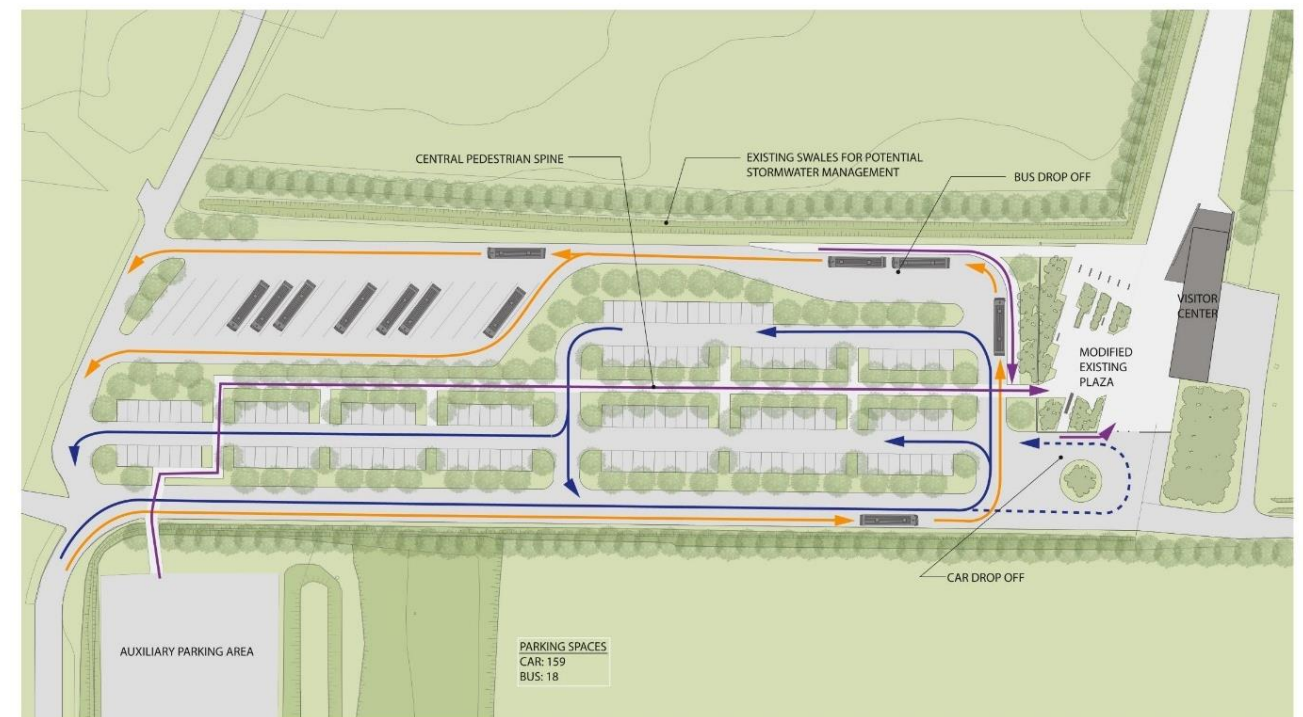 CENTRAL PEDESTRIAN SPINE
EXISTING SWALES FOR POTENTIAL
STORMWATER MANAGEMENT
BUS DROP OFF
VISITOR
CENTER
MODIFIED
EXISTING
PLAZA
CAR DROP OFF
AUXILIARY PARKING AREA
PARKING SPACES
CAR: 159
BUS: 18